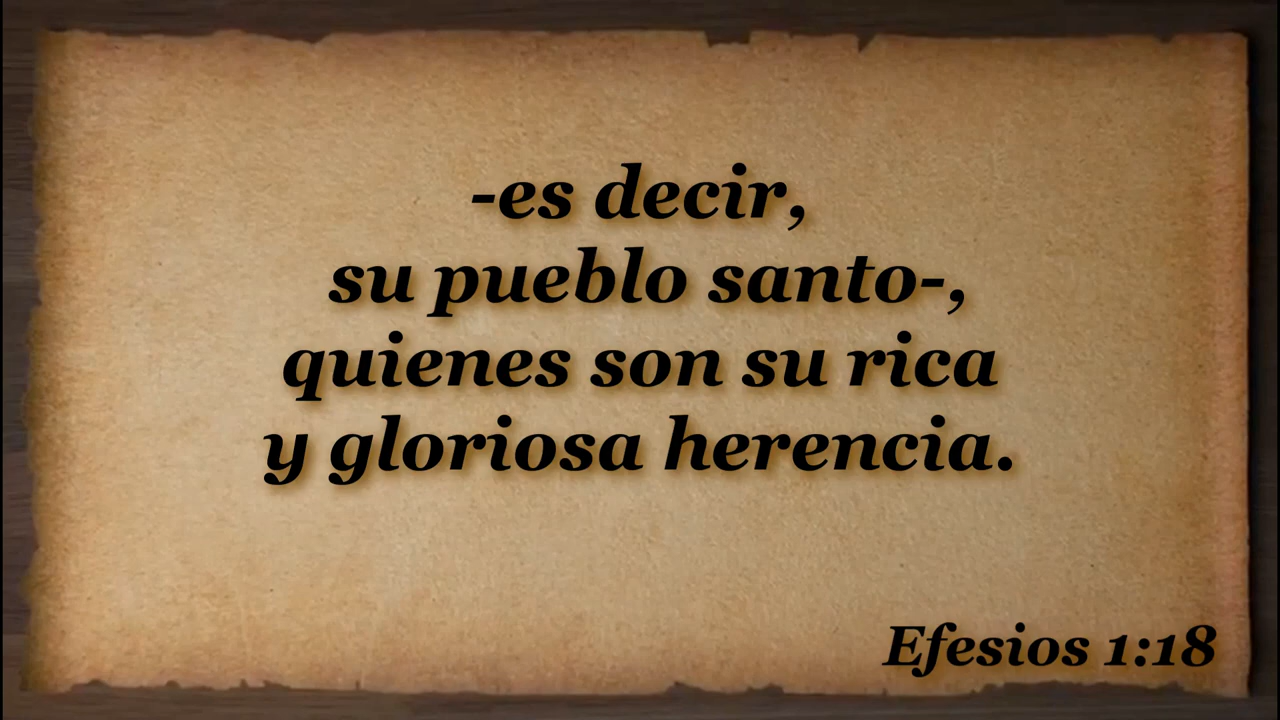 -es decir,
su pueblo santo-,
quienes son su rica
y gloriosa herencia.
Efesios 1:18